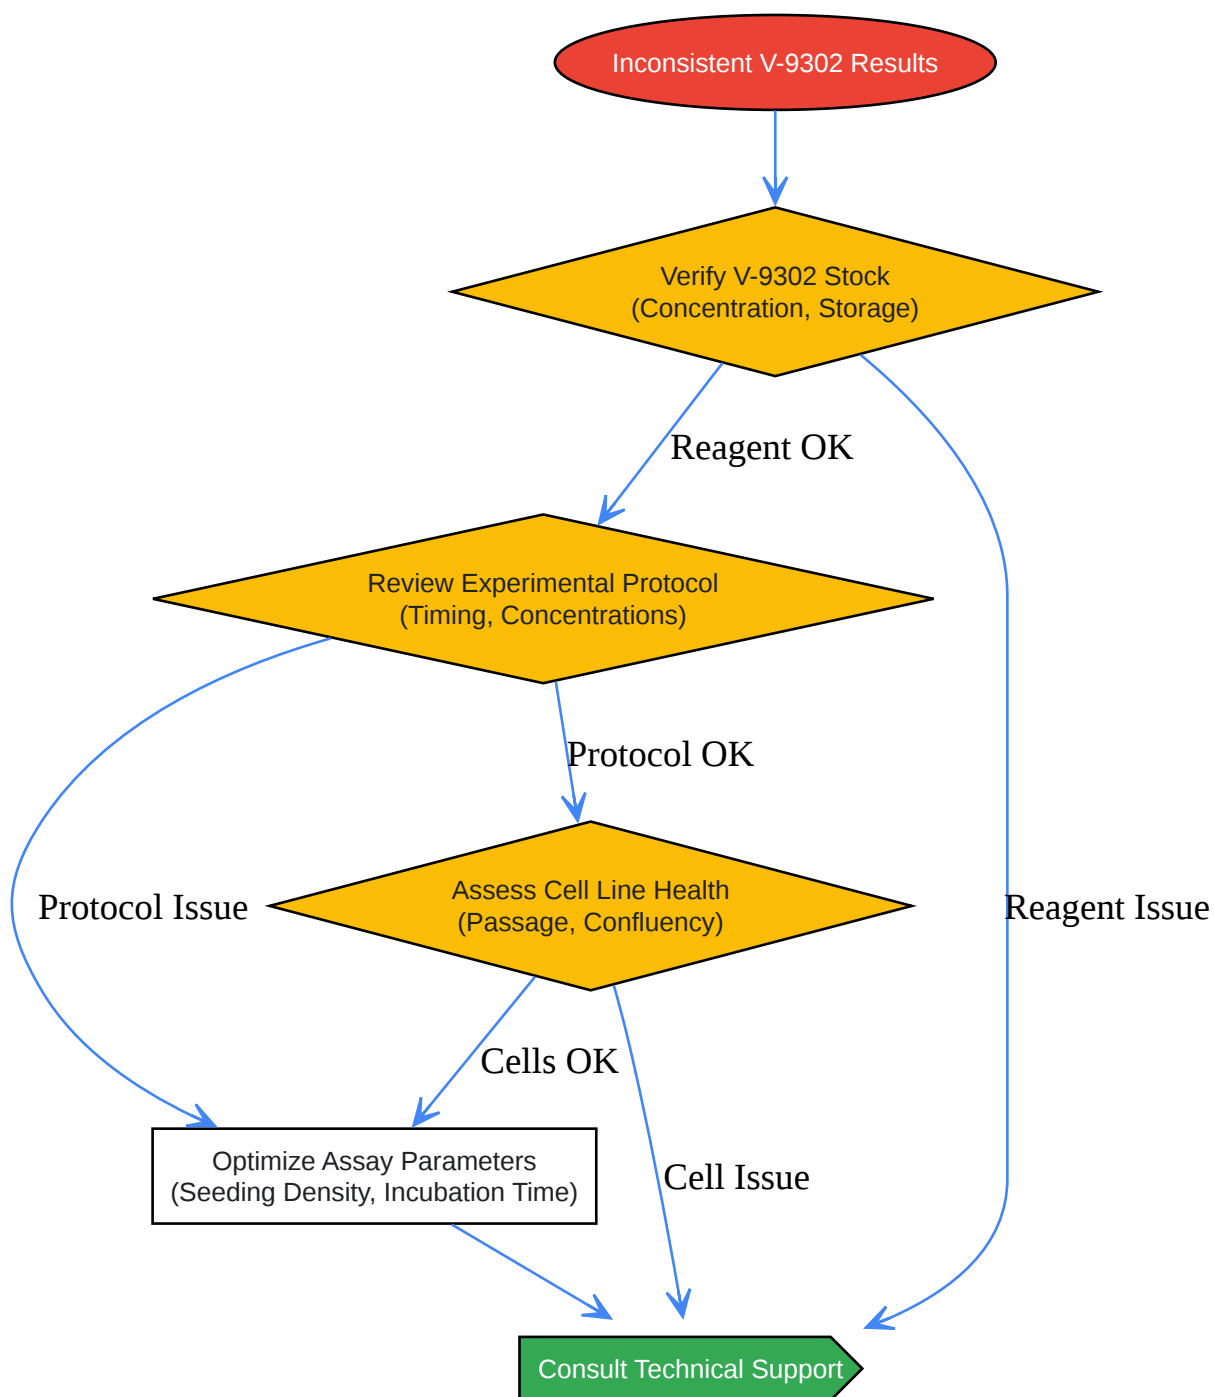 Inconsistent V-9302 Results
Verify V-9302 Stock
(Concentration, Storage)
Reagent OK
Review Experimental Protocol
(Timing, Concentrations)
Protocol OK
Assess Cell Line Health
(Passage, Confluency)
Protocol Issue
Reagent Issue
Cells OK
Optimize Assay Parameters
(Seeding Density, Incubation Time)
Cell Issue
Consult Technical Support